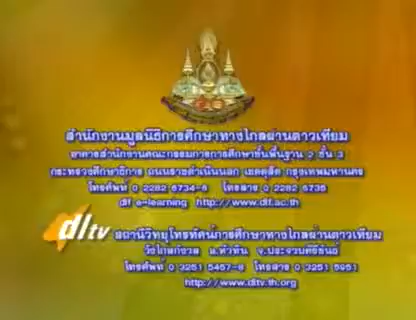 สำนักงานมูลนิธิการศึกษาทางไกลผ่านดาวเทียม
อาคารสำนักงานคณะกรรมการการศึกษาขั้นพื้นฐาน 2 ชั้น 3
กระทรวงศึกษาธิการ ถนนราชดำเนินนอก เขตดุสิต กรุงเทพมหานคร
โทรศัพท์ 0 2282 6734-6 โทรสาร 0 2282 6735
dlf e-learning http://www.dlf.ac.th
dltv สถานีวิทยุโทรทัศน์การศึกษาทางไกลผ่านดาวเทียม
วังไกลกังวล อ.หัวหิน จ.ประจวบคีรีขันธ์
โทรศัพท์ 0 3251 5457-8 โทรสาร 0 3251 5951
http://www.dltv.th.org